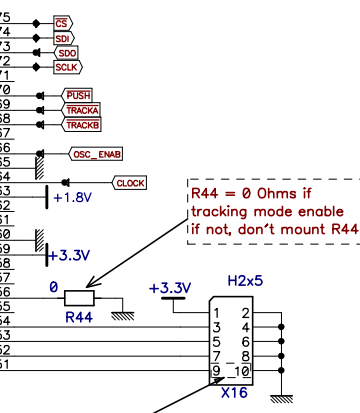 75
CS
74
SDI
73
SDO
72
SCLK
71
70
PUSH
69
TRACKA
68
TRACKB
67
66
OSC_ENAB
65
64
CLOCK
63
+1.8V
62
61
60
59
+3.3V
58
57
56
0
R44
55
54
53
52
51
R44 = 0 Ohms if
tracking mode enable
if not, don't mount R44
+3.3V
H2x5
1 2
3 4
5 6
7 8
9 10
X16